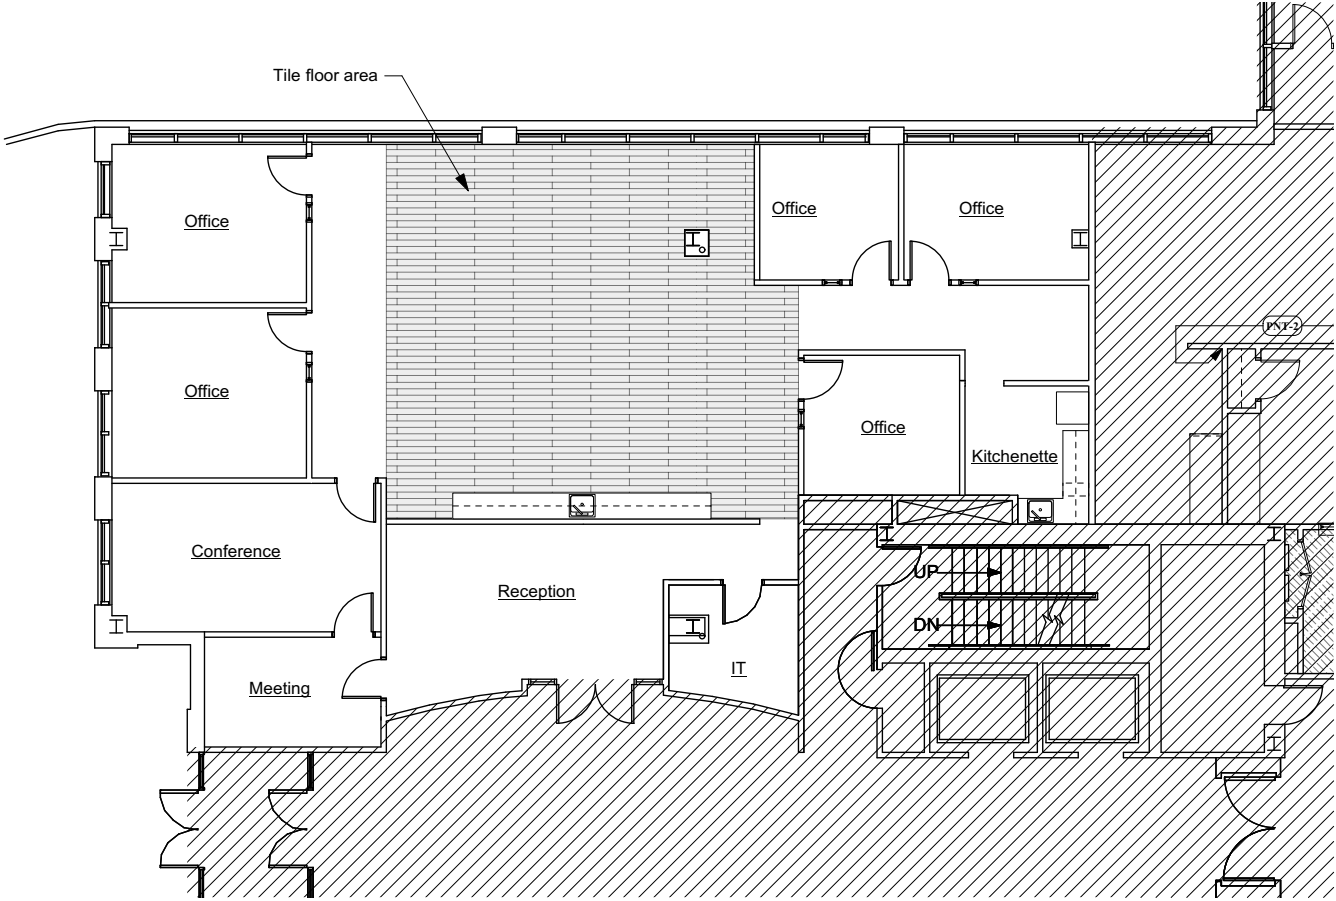 Tile floor area
Office
Office
Office
PNT-2
Office
Office
Kitchenette
Conference
Reception
UP
DN
IT
Meeting